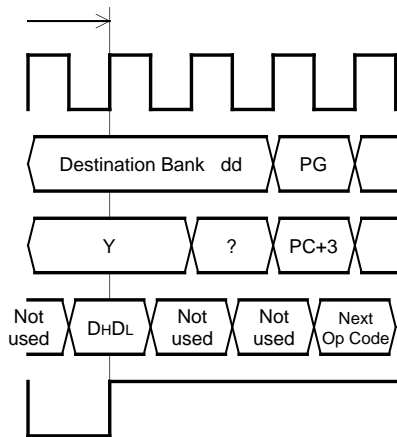 Destination Bank dd PG
Y ? PC+3
Not used DHDL Not used Not used Next Op Code